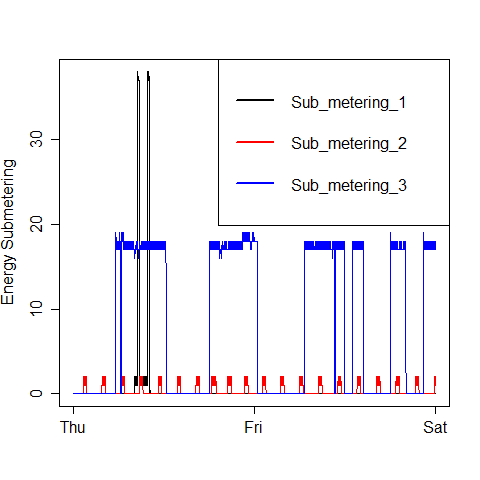 Sub_metering_1
Sub_metering_2
Sub_metering_3
Energy Submetering
30
20
10
0
Thu Fri Sat